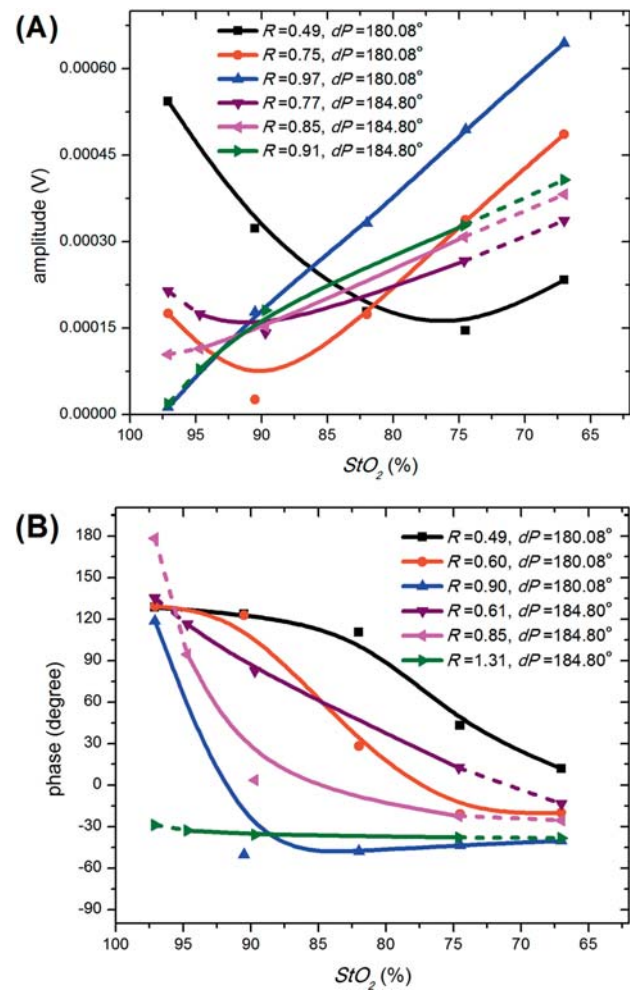 (A)
R=0.49, dP=180.08°
R=0.75, dP=180.08°
R=0.97, dP=180.08°
R=0.77, dP=184.80°
R=0.85, dP=184.80°
R=0.91, dP=184.80°
0.00060
0.00045
0.00030
0.00015
0.00000
amplitude (V)
100 95 90 85 80 75 70 65
StO2 (%)
(B)
R=0.49, dP=180.08°
R=0.60, dP=180.08°
R=0.90, dP=180.08°
R=0.61, dP=184.80°
R=0.85, dP=184.80°
R=1.31, dP=184.80°
180
150
120
90
60
30
0
-30
-60
-90
phase (degree)
100 95 90 85 80 75 70 65
StO2 (%)